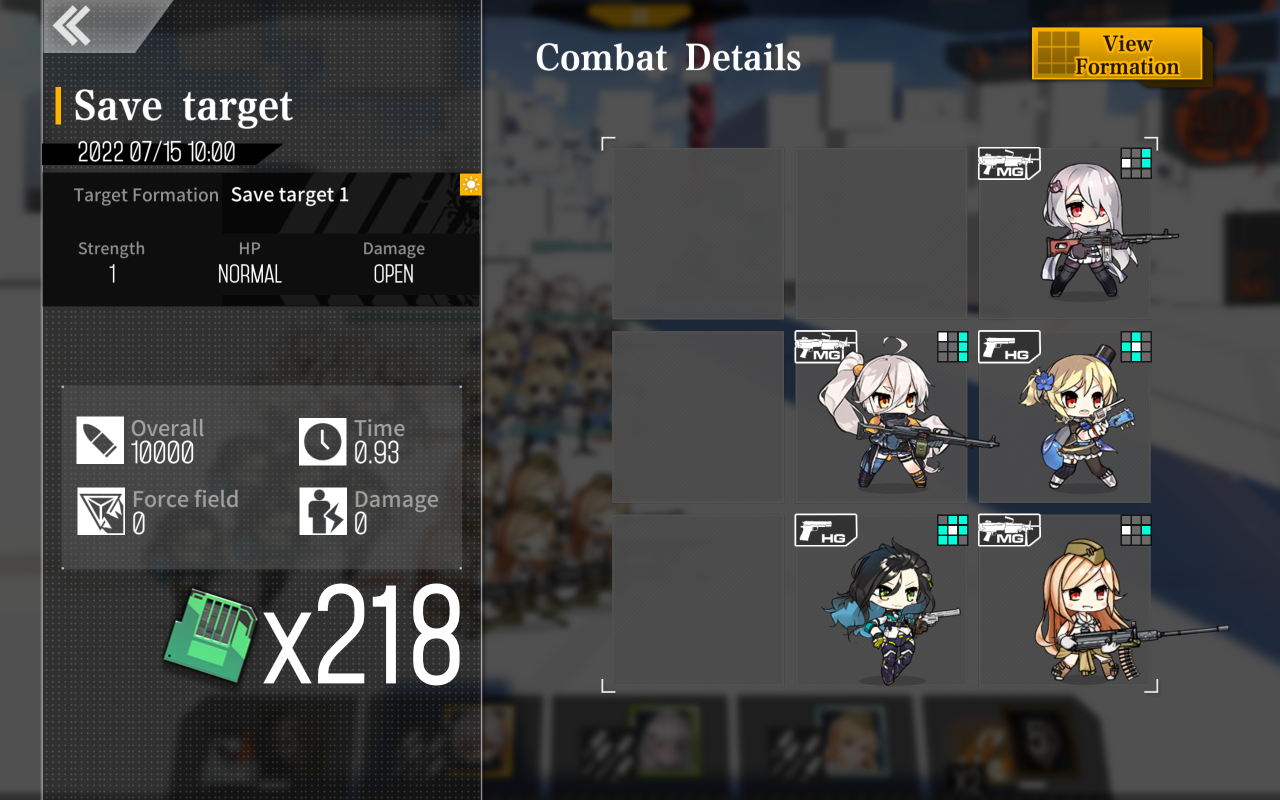 Save target
2022 07/15 10:00
Target Formation Save target 1
Strength HP Damage
1 NORMAL OPEN
Overall Time
10000 0.93
Force field Damage
0 0
x218
Combat Details
View
Formation
MG
MG HG
HG MG